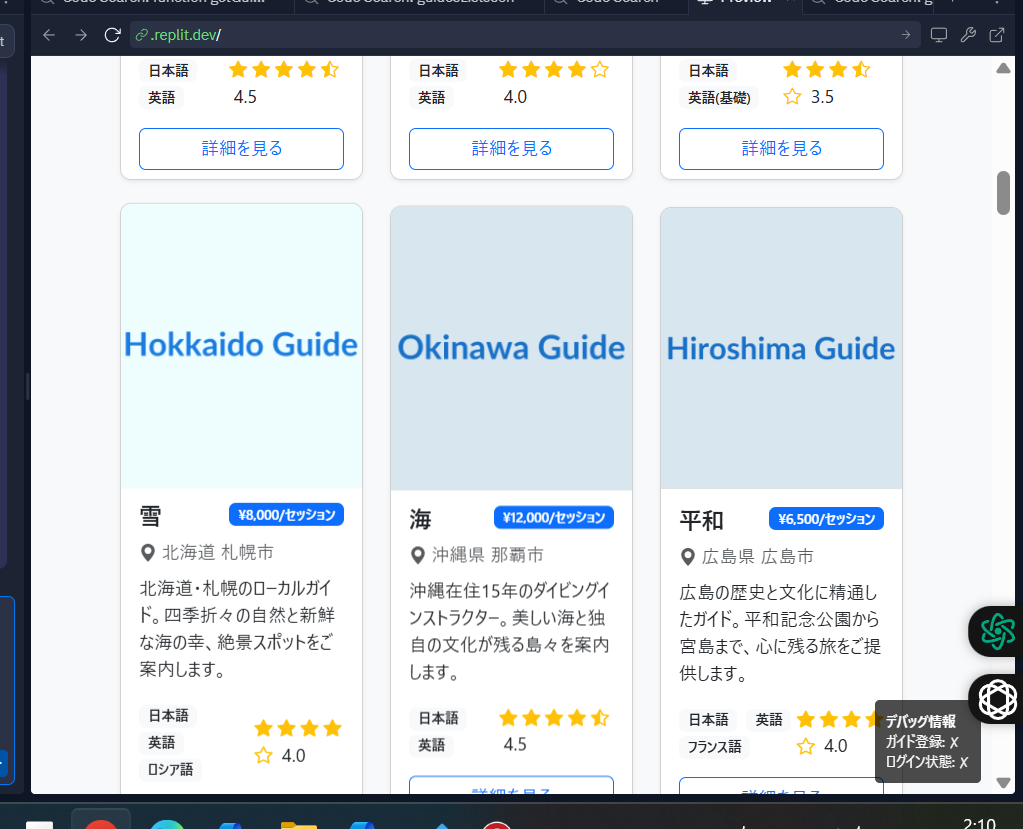 .replit.dev/
日本語
英語
4.5
詳細を見る
日本語
英語
4.0
詳細を見る
日本語
英語(基礎)
3.5
詳細を見る
Hokkaido Guide
雪
¥8,000/セッション
北海道 札幌市
北海道・札幌のローカルガイ
ド。四季折々の自然と新鮮
な海の幸、絶景スポットをご
案内します。
日本語
英語
ロシア語
4.0
Okinawa Guide
海
¥12,000/セッション
沖縄県 那覇市
沖縄在住15年のダイビングイ
ンストラクター。美しい海と独
自の文化が残る島々を案内
します。
日本語
英語
4.5
詳細を見る
Hiroshima Guide
平和
¥6,500/セッション
広島県 広島市
広島の歴史と文化に精通し
たガイド。平和記念公園から
宮島まで、心に残る旅をご提
供します。
日本語
英語
フランス語
4.0
詳細を見る
デバッグ情報
ガイド登録: ✗
ログイン状態: ✗
2:10